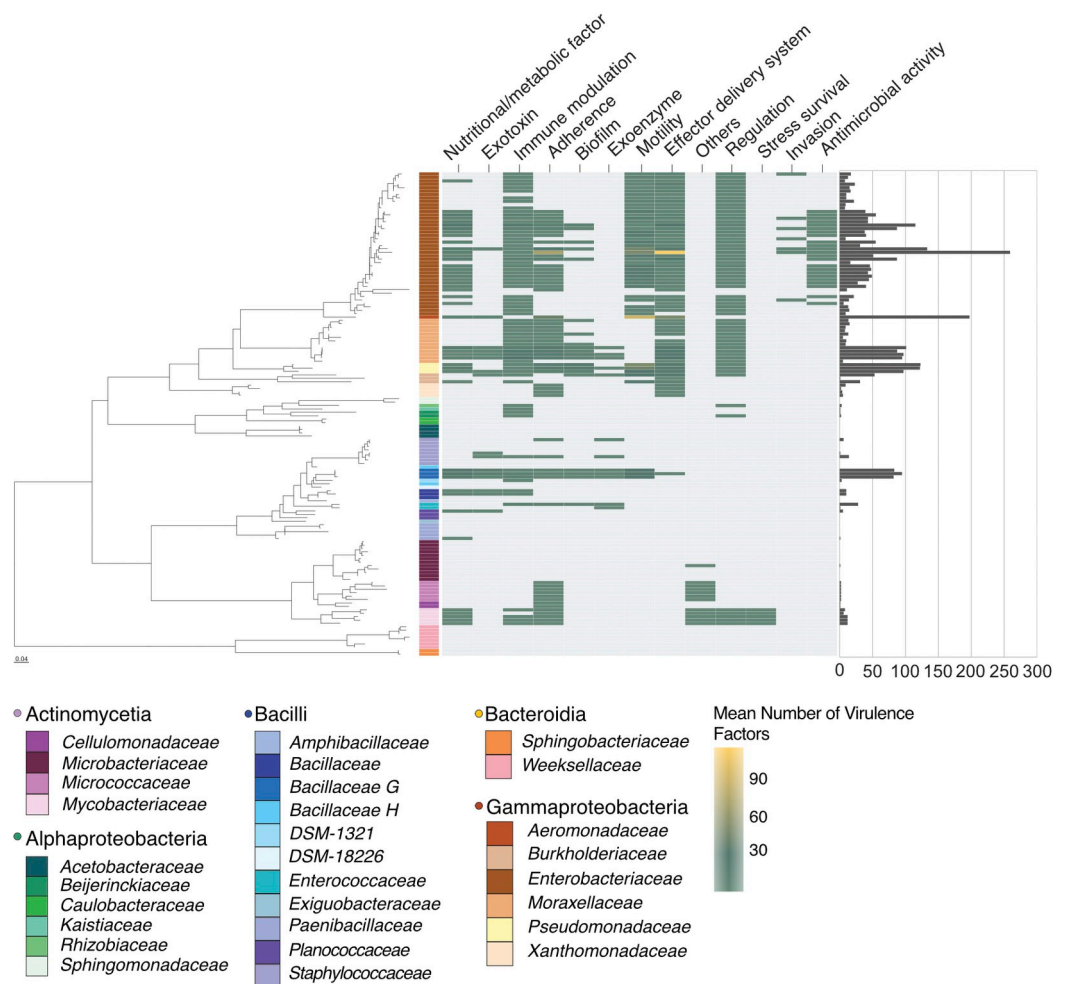 Nutritional/metabolic factor
Exotoxin
Immune modulation
Adherence
Biofilm
Exoenzyme
Motility
Effector delivery system
Others
Regulation
Stress survival
Invasion
Antimicrobial activity
0.04
0 50 100 150 200 250 300
Actinomycetia
Cellulomonadaceae
Microbacteriaceae
Micrococcaceae
Mycobacteriaceae
Alphaproteobacteria
Acetobacteraceae
Beijerinckiaceae
Caulobacteraceae
Kaistiaceae
Rhizobiaceae
Sphingomonadaceae
Bacilli
Amphibacillaceae
Bacillaceae
Bacillaceae G
Bacillaceae H
DSM-1321
DSM-18226
Enterococcaceae
Exiguobacteraceae
Paenibacillaceae
Planococcaceae
Staphylococcaceae
Bacteroidia
Sphingobacteriaceae
Weeksellaceae
Gammaproteobacteria
Aeromonadaceae
Burkholderiaceae
Enterobacteriaceae
Moraxellaceae
Pseudomonadaceae
Xanthomonadaceae
Mean Number of Virulence
Factors
90
60
30